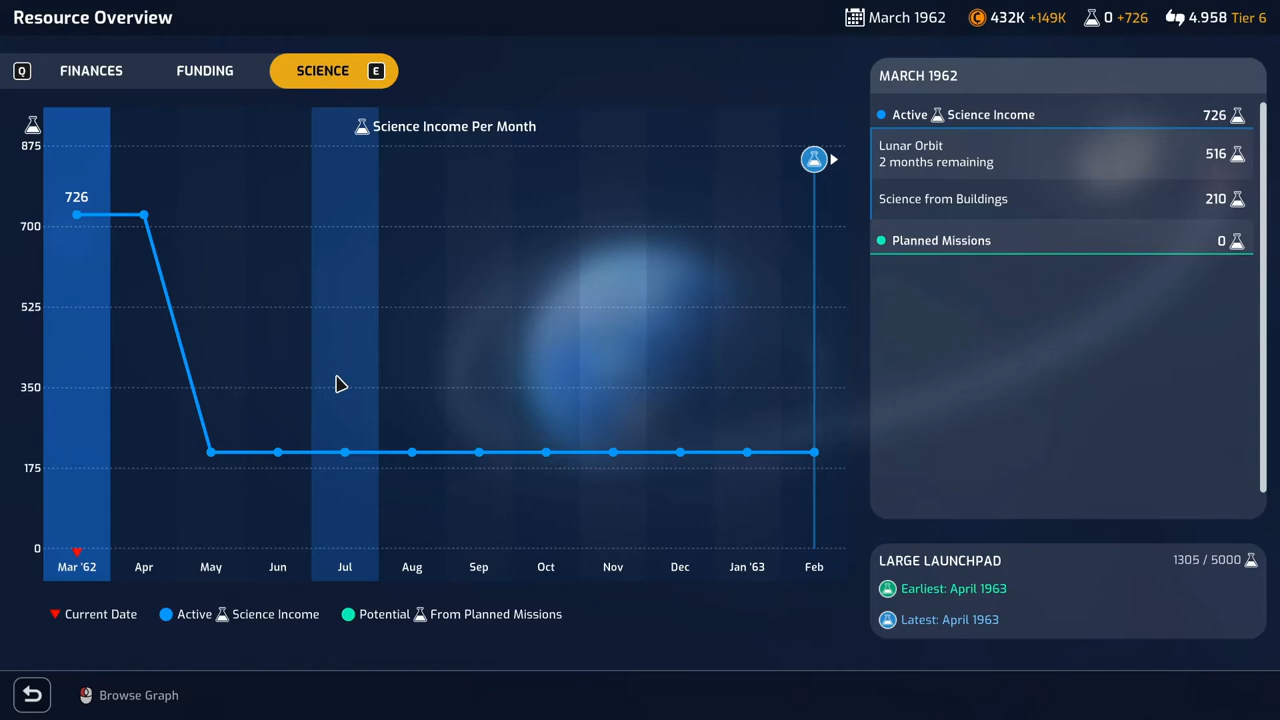 Resource Overview
March 1962
432K +149K
0 +726
4.958 Tier 6
Q
FINANCES
FUNDING
SCIENCE
E
Science Income Per Month
875
700
525
350
175
0
726
Mar '62
Apr
May
Jun
Jul
Aug
Sep
Oct
Nov
Dec
Jan '63
Feb
Current Date
Active Science Income
Potential From Planned Missions
MARCH 1962
Active Science Income 726
Lunar Orbit
2 months remaining
516
Science from Buildings 210
Planned Missions 0
LARGE LAUNCHPAD 1305 / 5000
Earliest: April 1963
Latest: April 1963
Browse Graph